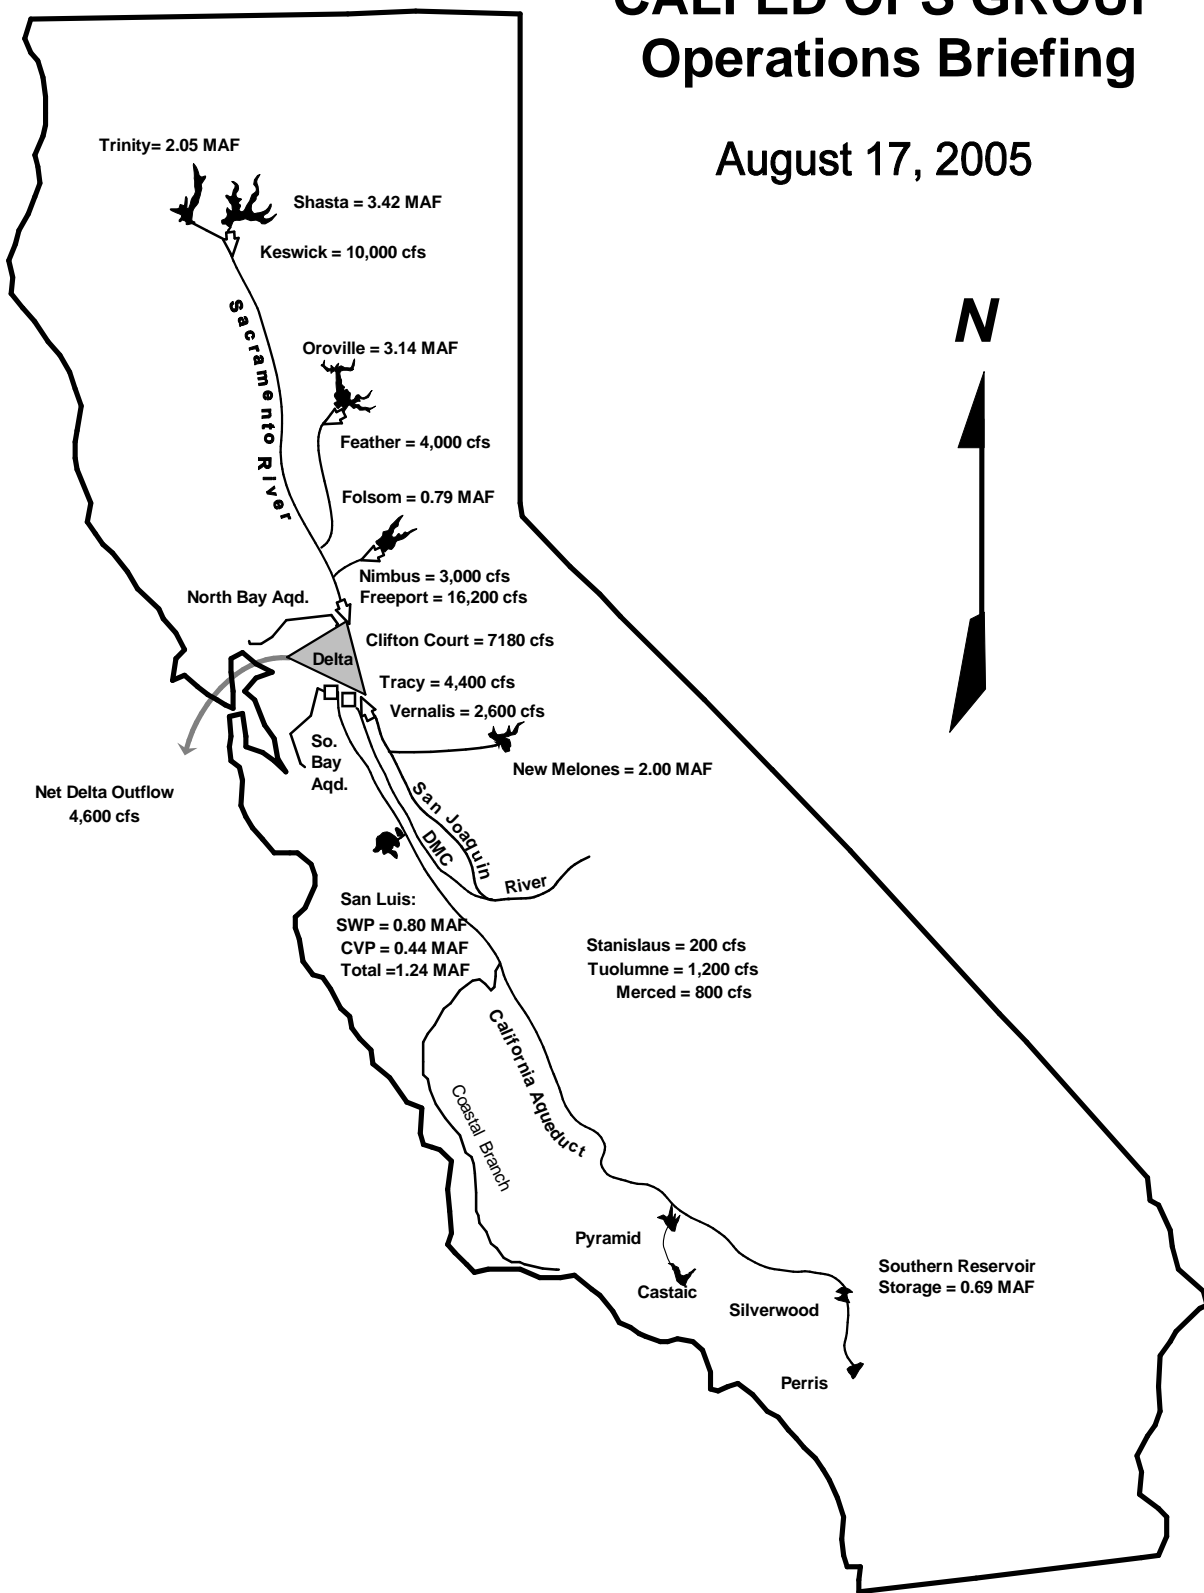 CALFED OPS GROUP
Operations Briefing
August 17, 2005
Trinity= 2.05 MAF
Shasta = 3.42 MAF
Keswick = 10,000 cfs
N
Sacramento River
Oroville = 3.14 MAF
Feather = 4,000 cfs
Folsom = 0.79 MAF
Nimbus = 3,000 cfs
North Bay Aqd.
Freeport = 16,200 cfs
Clifton Court = 7180 cfs
Delta
Tracy = 4,400 cfs
Vernalis = 2,600 cfs
So.
Bay
Aqd.
New Melones = 2.00 MAF
Net Delta Outflow
4,600 cfs
San Joaquin
River
DMC
San Luis:
SWP = 0.80 MAF
CVP = 0.44 MAF
Total =1.24 MAF
Stanislaus = 200 cfs
Tuolumne = 1,200 cfs
Merced = 800 cfs
California Aqueduct
Coastal Branch
Pyramid
Castaic
Silverwood
Southern Reservoir
Storage = 0.69 MAF
Perris